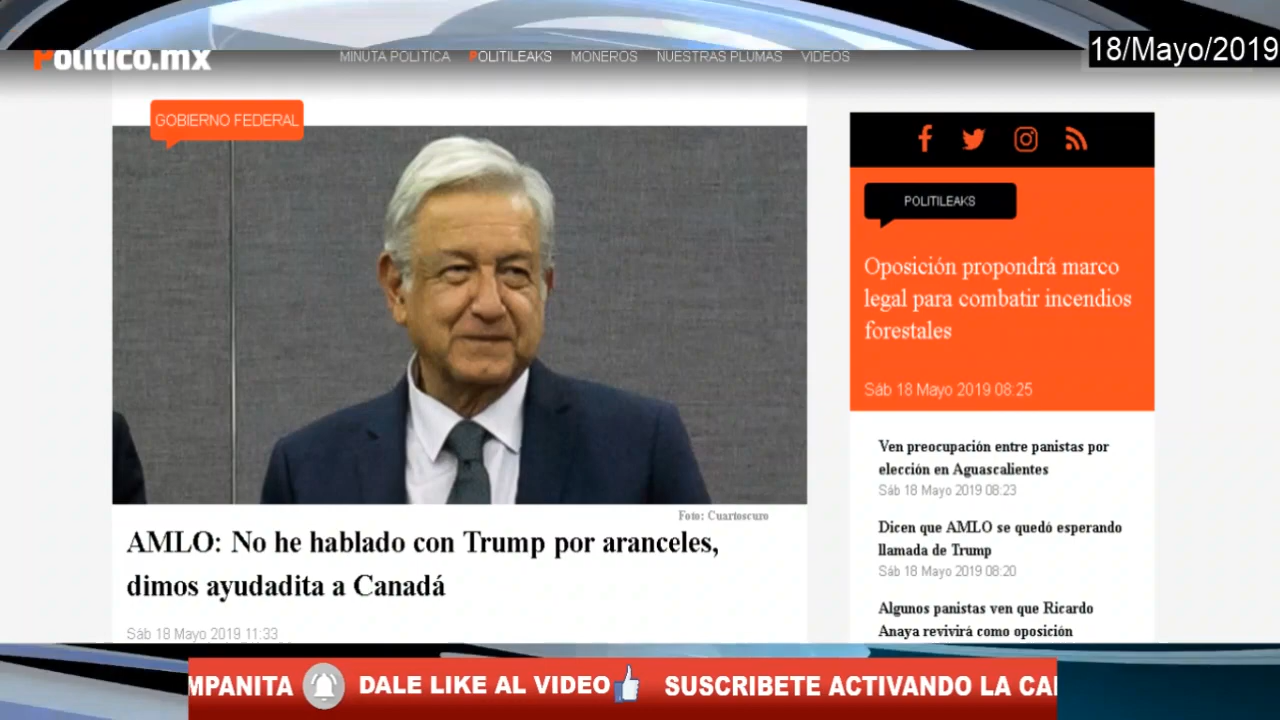 Politico.mx
MINUTA POLITICA POLITILEAKS MONEROS NUESTRAS PLUMAS VIDEOS
18/Mayo/2019
GOBIERNO FEDERAL
Foto: Cuartoscuro
AMLO: No he hablado con Trump por aranceles,
dimos ayudadita a Canadá
Sáb 18 Mayo 2019 11:33
POLITILEAKS
Oposición propondrá marco
legal para combatir incendios
forestales
Sáb 18 Mayo 2019 08:25
Ven preocupación entre panistas por
elección en Aguascalientes
Sáb 18 Mayo 2019 08:23
Dicen que AMLO se quedó esperando
llamada de Trump
Sáb 18 Mayo 2019 08:20
Algunos panistas ven que Ricardo
Anaya revivirá como oposición
MPANITA DALE LIKE AL VIDEO SUSCRIBETE ACTIVANDO LA CA